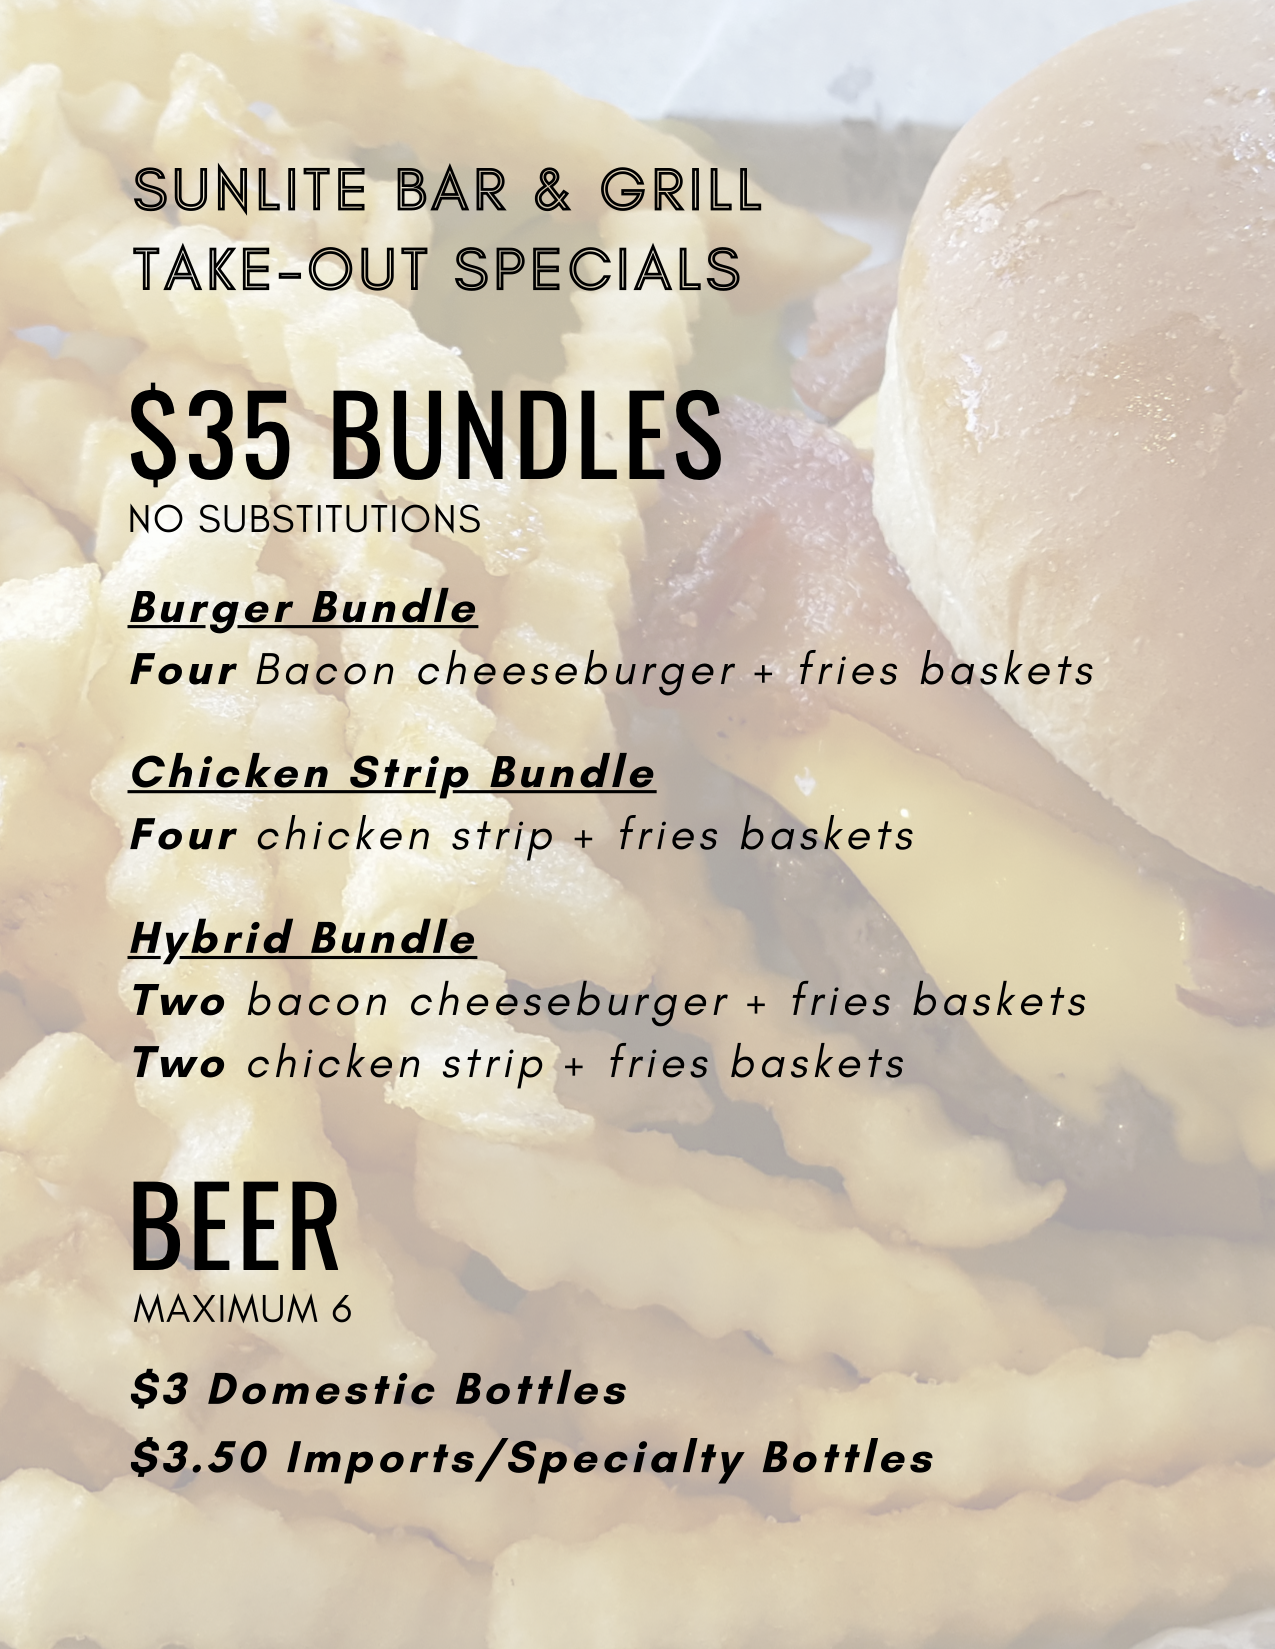 SUNLITE BAR & GRILL
TAKE-OUT SPECIALS
$35 BUNDLES
NO SUBSTITUTIONS
Burger Bundle
Four Bacon cheeseburger + fries baskets
Chicken Strip Bundle
Four chicken strip + fries baskets
Hybrid Bundle
Two bacon cheeseburger + fries baskets
Two chicken strip + fries baskets
BEER
MAXIMUM 6
$3 Domestic Bottles
$3.50 Imports/Specialty Bottles